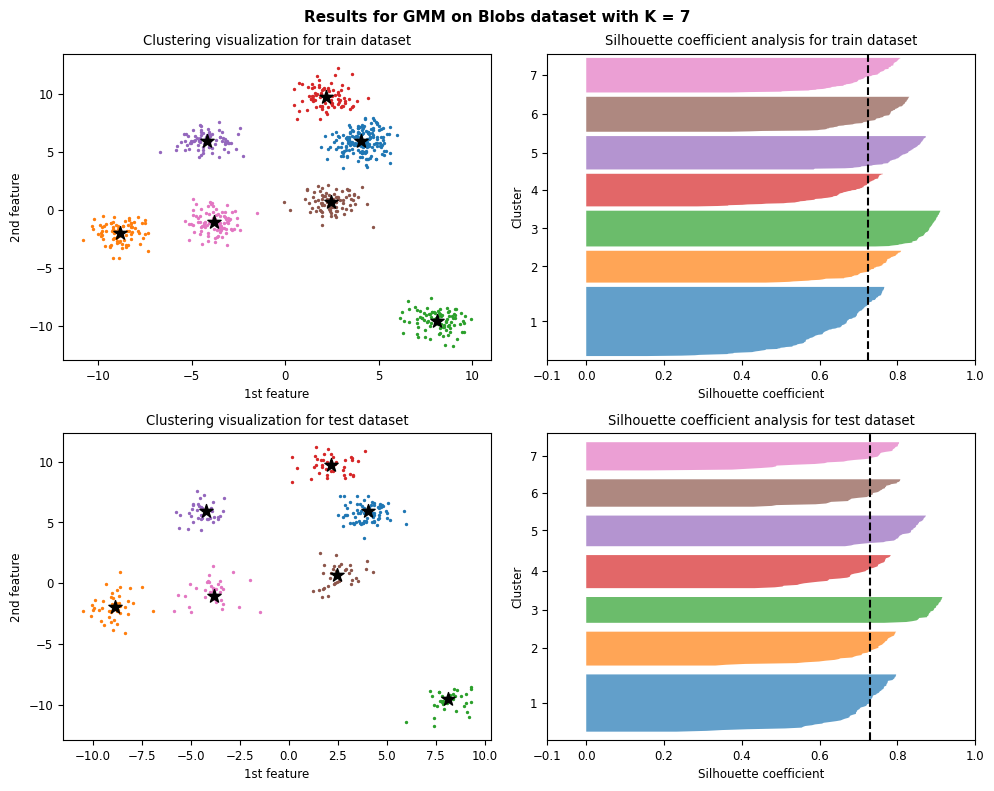 Results for GMM on Blobs dataset with K = 7
Clustering visualization for train dataset
10
5
0
−5
−10
2nd feature
−10 −5 0 5 10
1st feature
Silhouette coefficient analysis for train dataset
7
6
5
4
3
2
1
Cluster
−0.1 0.0 0.2 0.4 0.6 0.8 1.0
Silhouette coefficient
Clustering visualization for test dataset
10
5
0
−5
−10
2nd feature
−10.0 −7.5 −5.0 −2.5 0.0 2.5 5.0 7.5 10.0
1st feature
Silhouette coefficient analysis for test dataset
7
6
5
4
3
2
1
Cluster
−0.1 0.0 0.2 0.4 0.6 0.8 1.0
Silhouette coefficient